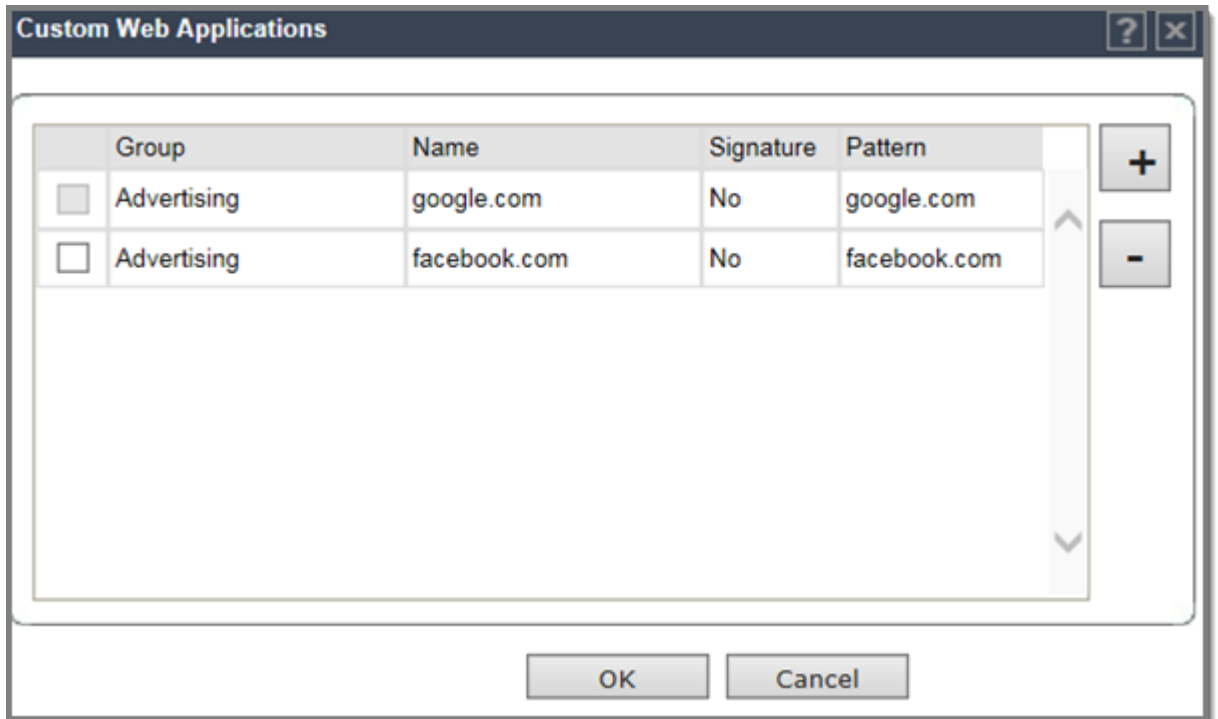 Custom Web Applications ? x
Group Name Signature Pattern
Advertising google.com No google.com
Advertising facebook.com No facebook.com
+
-
OK Cancel